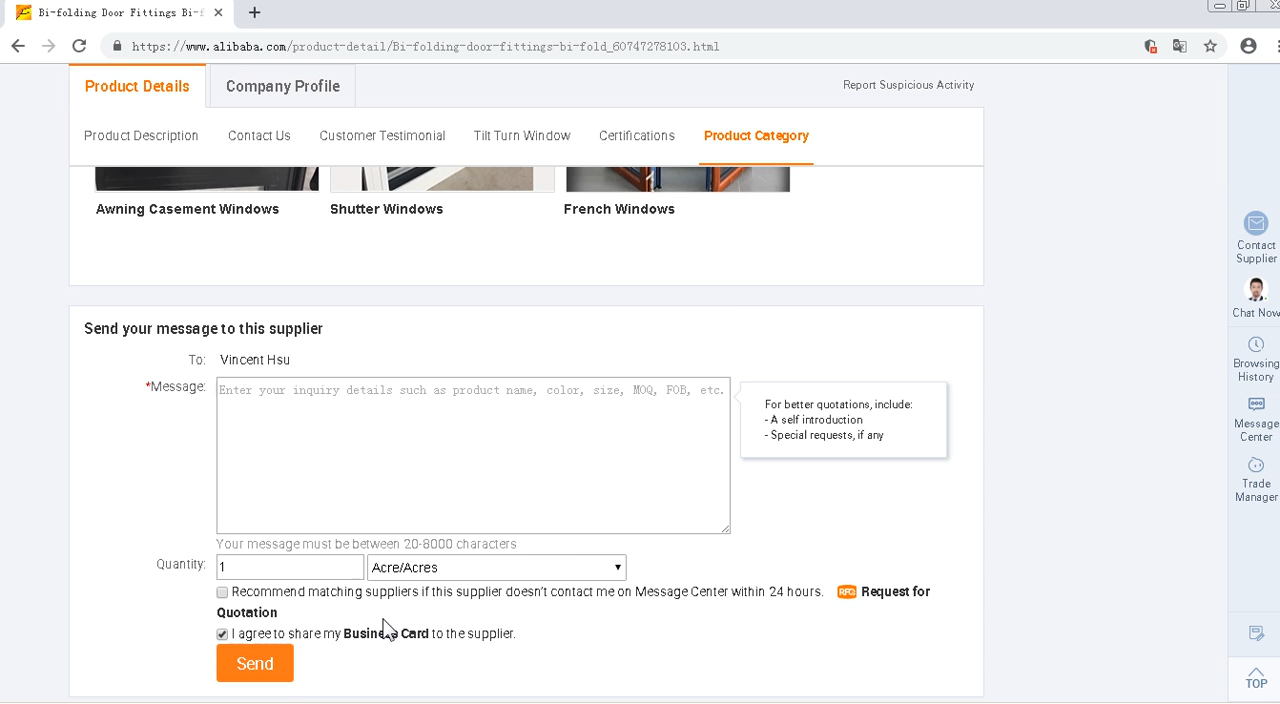 Bi-folding Door Fittings Bi-f
https://www.alibaba.com/product-detail/Bi-folding-door-fittings-bi-fold_60747278103.html
Product Details
Company Profile
Report Suspicious Activity
Product Description
Contact Us
Customer Testimonial
Tilt Turn Window
Certifications
Product Category
Awning Casement Windows
Shutter Windows
French Windows
Send your message to this supplier
To: Vincent Hsu
*Message:
Enter your inquiry details such as product name, color, size, MOQ, FOB, etc.
For better quotations, include:
- A self introduction
- Special requests, if any
Your message must be between 20-8000 characters
Quantity: 1 Acre/Acres
Recommend matching suppliers if this supplier doesn't contact me on Message Center within 24 hours. RFQ Request for
Quotation
I agree to share my Business Card to the supplier.
Send
Contact
Supplier
Chat Now
Browsing
History
Message
Center
Trade
Manager
TOP